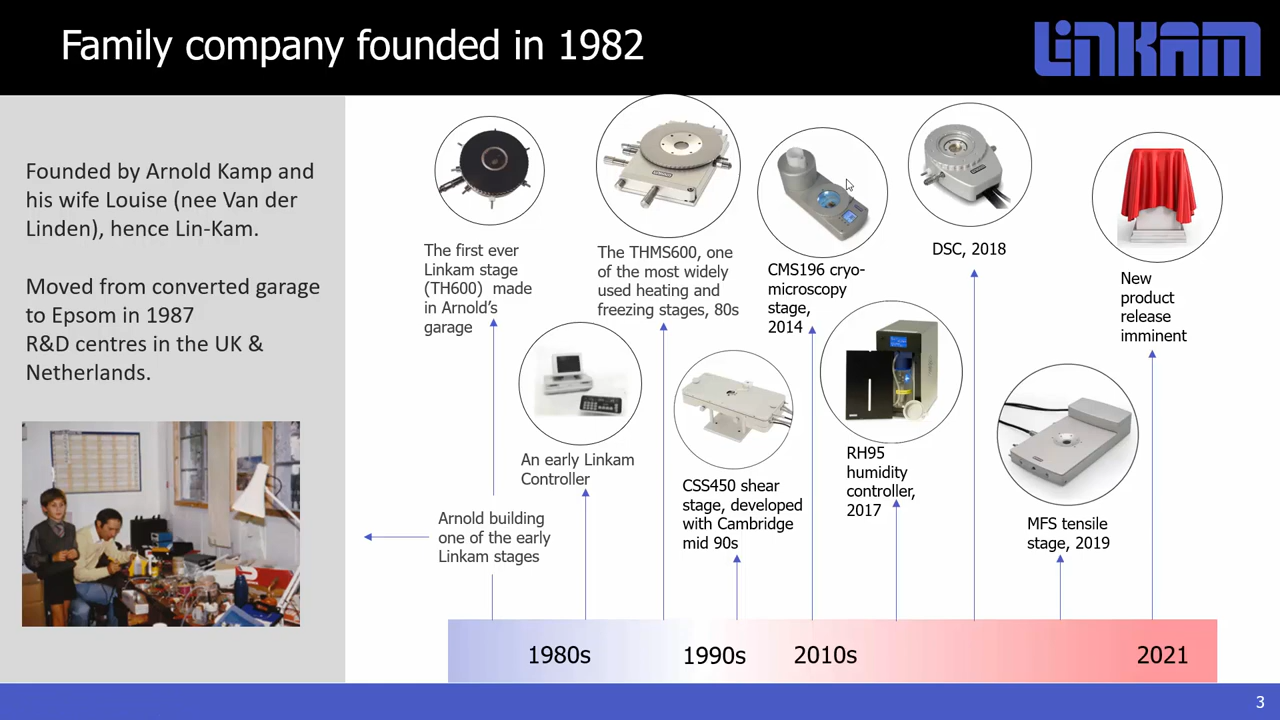 Family company founded in 1982
LINKAM
Founded by Arnold Kamp and
his wife Louise (nee Van der
Linden), hence Lin-Kam.
Moved from converted garage
to Epsom in 1987
R&D centres in the UK &
Netherlands.
The first ever
Linkam stage
(TH600) made
in Arnold's
garage
The THMS600, one
of the most widely
used heating and
freezing stages, 80s
CMS196 cryo-
microscopy
stage,
2014
DSC, 2018
New
product
release
imminent
An early Linkam
Controller
CSS450 shear
stage, developed
with Cambridge
mid 90s
RH95
humidity
controller,
2017
MFS tensile
stage, 2019
Arnold building
one of the early
Linkam stages
1980s
1990s
2010s
2021
3